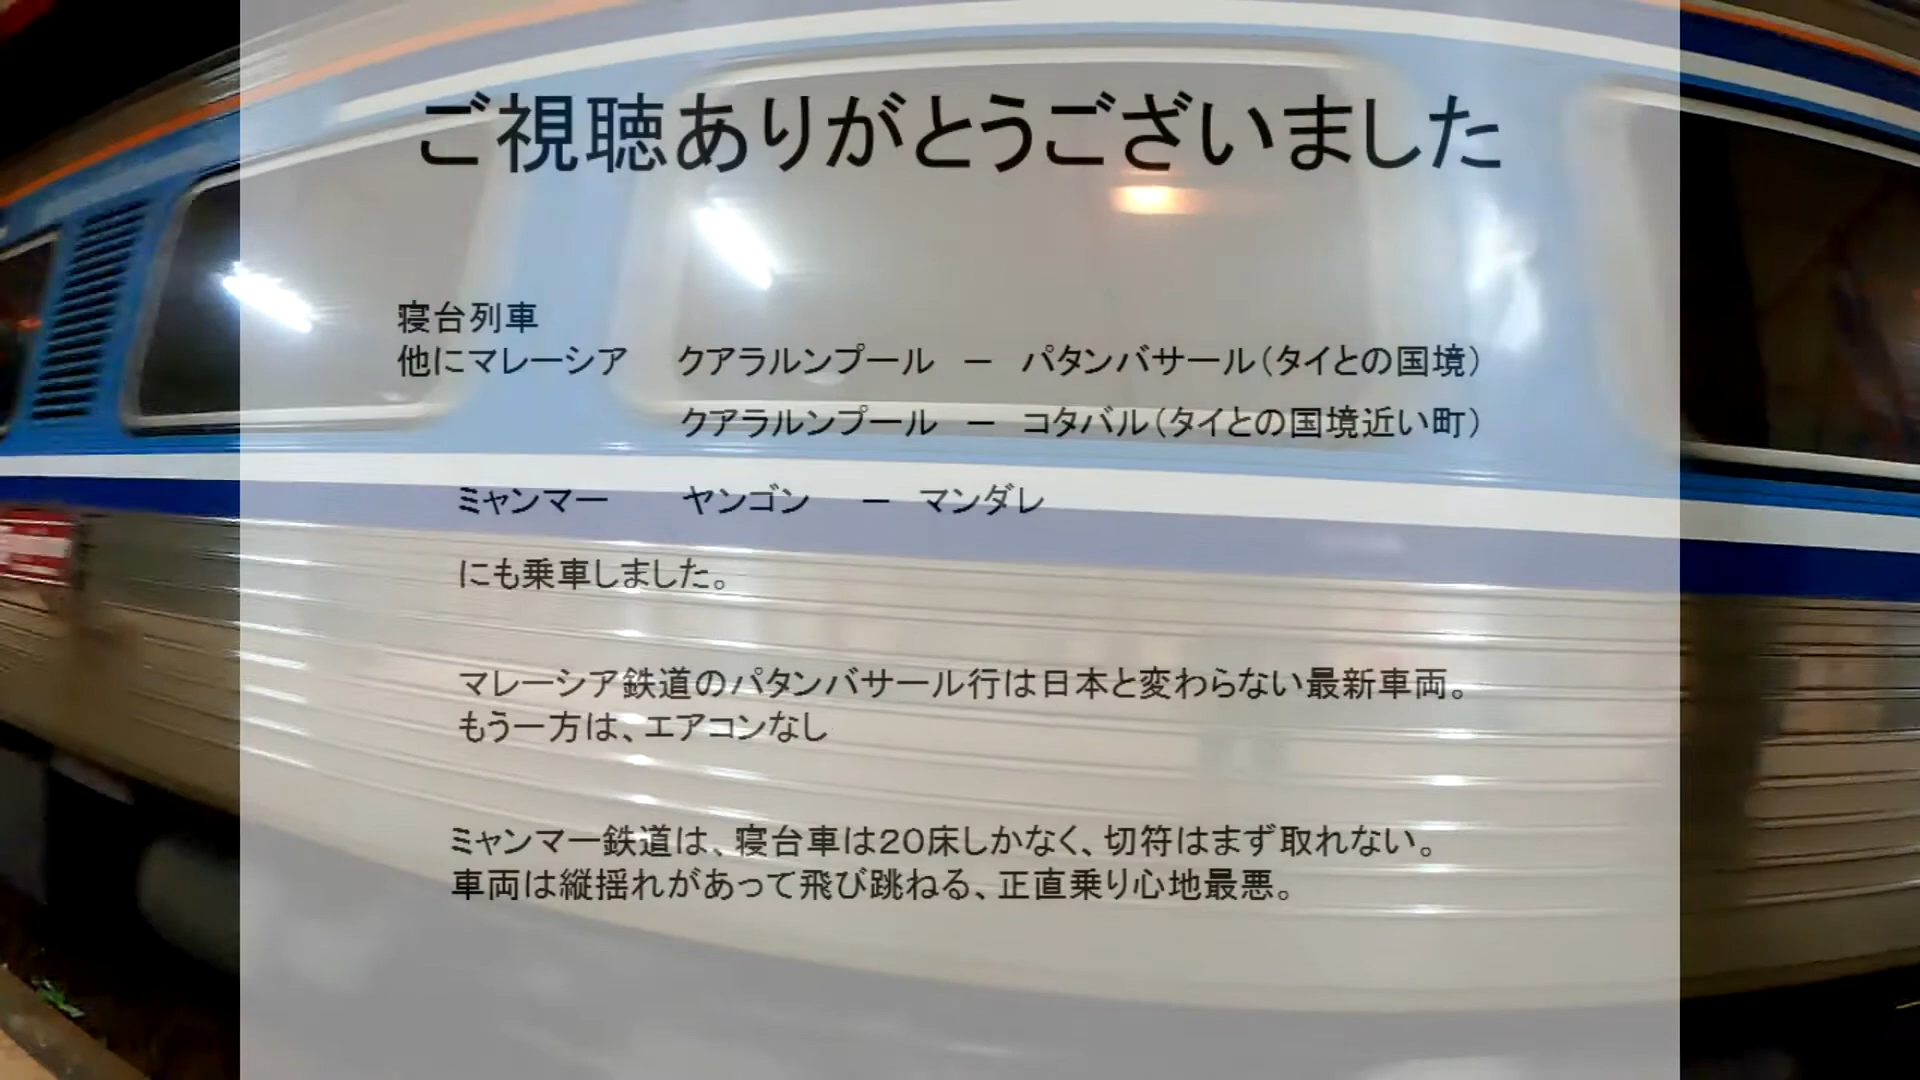 ご視聴ありがとうございました
寝台列車
他にマレーシア　クアラルンプール　－　パタンバサール（タイとの国境）
クアラルンプール　－　コタバル（タイとの国境近い町）
ミャンマー　ヤンゴン　－　マンダレ
にも乗車しました。
マレーシア鉄道のパタンバサール行は日本と変わらない最新車両。
もう一方は、エアコンなし
ミャンマー鉄道は、寝台車は２０床しかなく、切符はまず取れない。
車両は縦揺れがあって飛び跳ねる、正直乗り心地最悪。